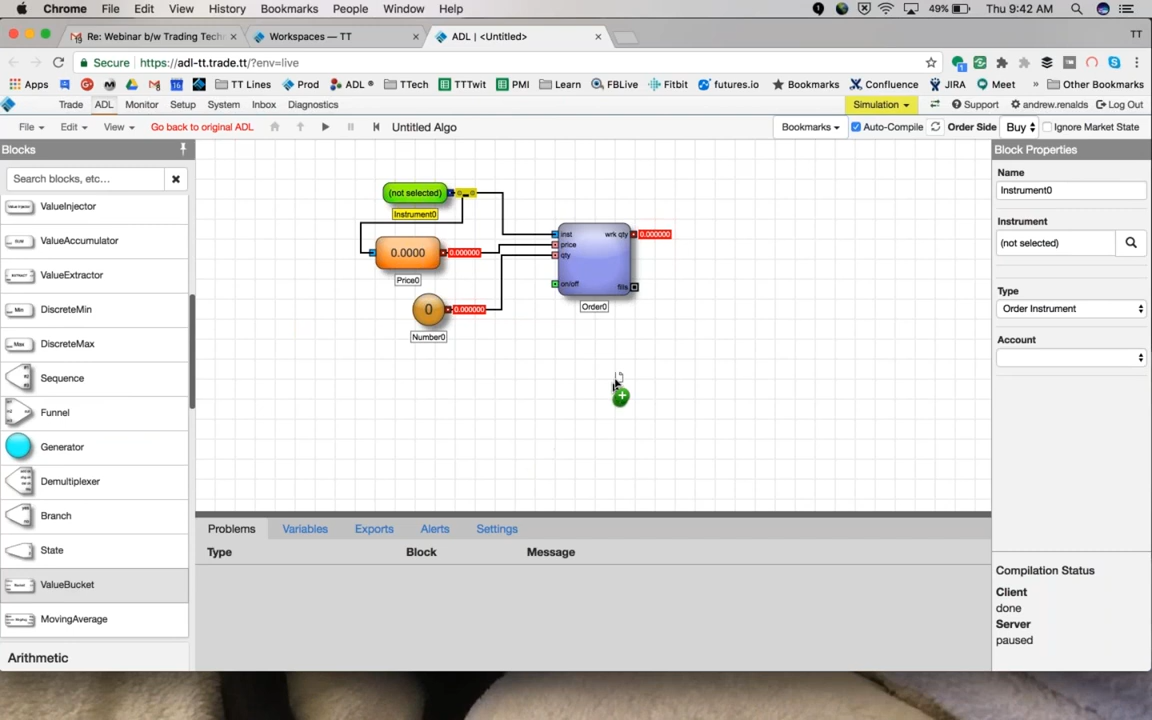 Chrome File Edit View History Bookmarks People Window Help 49% Thu 9:42 AM
Re: Webinar b/w Trading Techn × Workspaces — TT × ADL | <Untitled> × TT
Secure https://adl-tt.trade.tt/?env=live
Apps TT Lines Prod ADL ® TTech TTTwit PMI Learn FBLive Fitbit futures.io Bookmarks Confluence JIRA Meet » Other Bookmarks
Trade ADL Monitor Setup System Inbox Diagnostics Simulation Support andrew.renalds Log Out
File Edit View Go back to original ADL Untitled Algo Bookmarks Auto-Compile Order Side Buy Ignore Market State
Blocks
Search blocks, etc...
ValueInjector
ValueAccumulator
ValueExtractor
Min DiscreteMin
Max DiscreteMax
Sequence
Funnel
Generator
Demultiplexer
Branch
State
Bucket ValueBucket
MovingAverage
Arithmetic
(not selected)
Instrument0
0.0000 0.000000
Price0
0 0.000000
Number0
inst wrk qty 0.000000
price
qty
on/off fills
Order0
Problems Variables Exports Alerts Settings
Type Block Message
Block Properties
Name
Instrument0
Instrument
(not selected)
Type
Order Instrument
Account
Compilation Status
Client
done
Server
paused